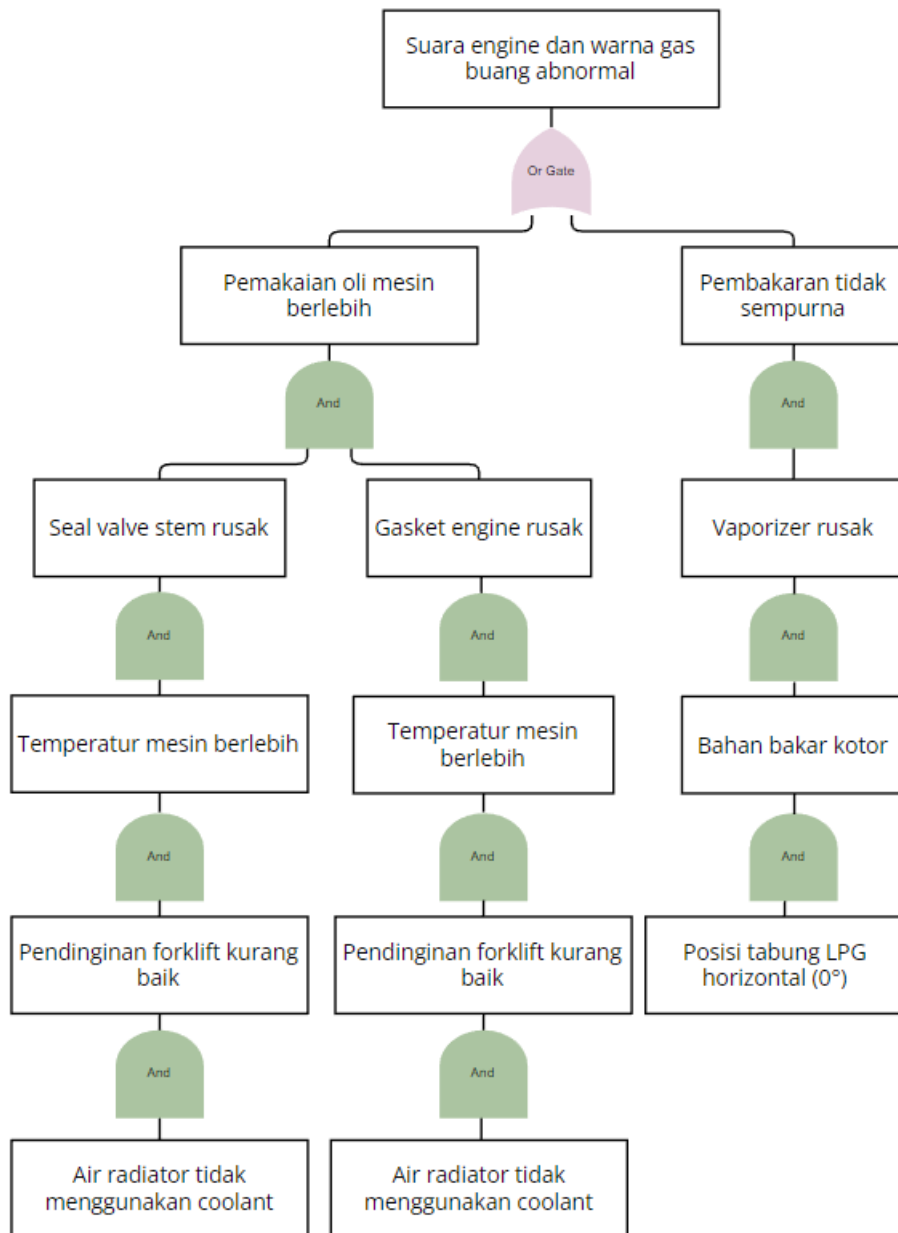 Suara engine dan warna gas
buang abnormal
Or Gate
Pemakaian oli mesin
berlebih
Pembakaran tidak
sempurna
And
And
Seal valve stem rusak
Gasket engine rusak
Vaporizer rusak
And
And
And
Temperatur mesin berlebih
Temperatur mesin
berlebih
Bahan bakar kotor
And
And
And
Pendinginan forklift kurang
baik
Pendinginan forklift kurang
baik
Posisi tabung LPG
horizontal (0°)
And
And
Air radiator tidak
menggunakan coolant
Air radiator tidak
menggunakan coolant